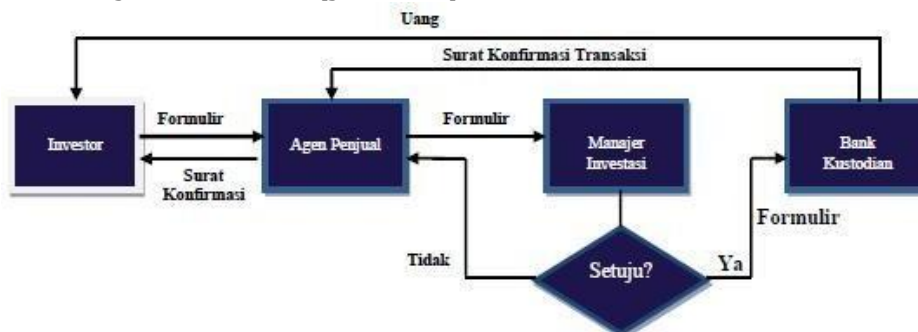 Uang
Surat Konfirmasi Transaksi
Investor
Formulir
Surat
Konfirmasi
Agen Penjual
Formulir
Manajer
Investasi
Bank
Kustodian
Formulir
Tidak
Setuju?
Ya